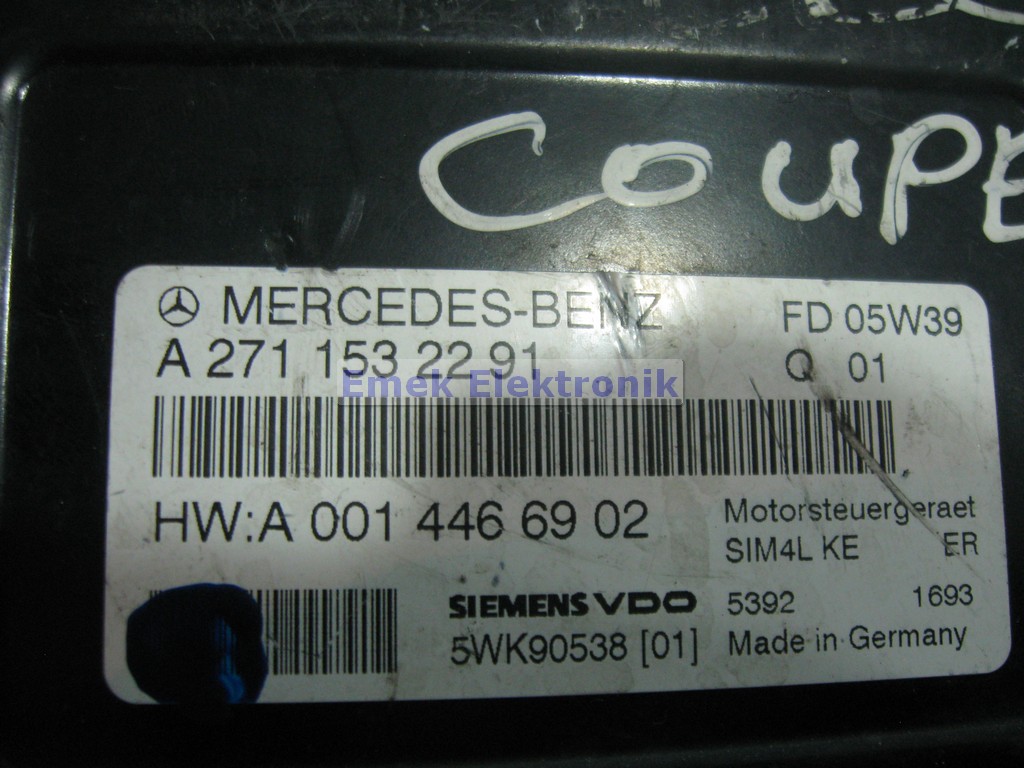 COUPE
MERCEDES-BENZ FD 05W39
A 271 153 22 91 Q 01
Emek Elektronik
HW:A 001 446 69 02 Motorsteuergeraet
SIM4L KE ER
SIEMENS VDO 5392 1693
5WK90538 [01] Made in Germany